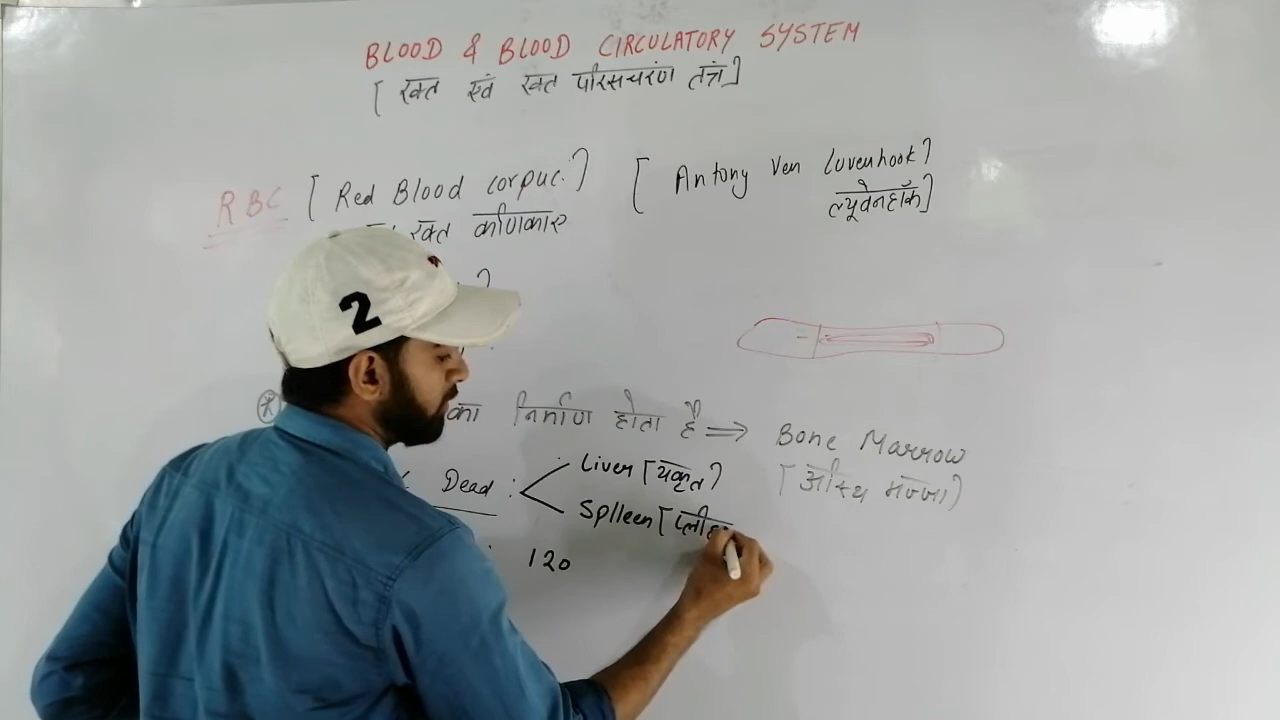 BLOOD & BLOOD CIRCULATORY SYSTEM
[रक्त एवं रक्त परिसंचरण तंत्र]
RBC [Red Blood Corpuc.] [Antony Ven luvenhook]
रक्त कणिकाए ल्यूवेनहॉक]
2
का निर्माण होता है ⇒ Bone Marrow
Dead : Liver [यकृत] [अस्थि मज्जा]
Splleen [प्लीह
120